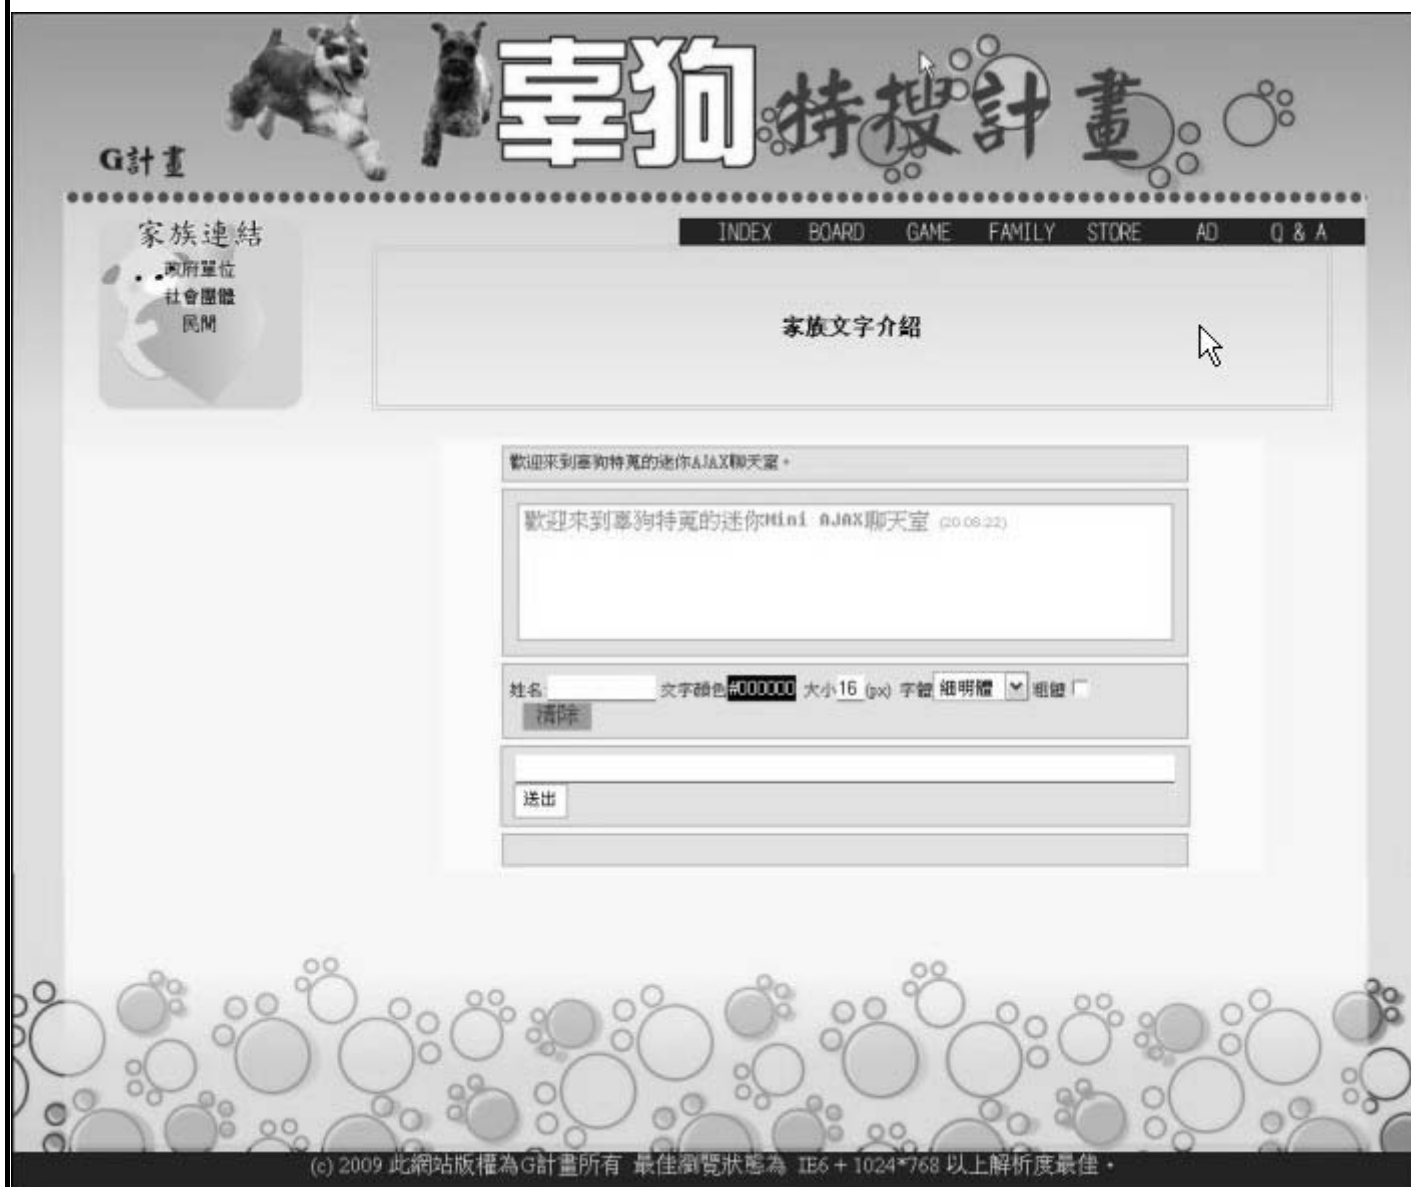 辜狗特搜計畫
G計畫
INDEX BOARD GAME FAMILY STORE AD Q & A
家族連結
政府單位
社會團體
民間
家族文字介紹
歡迎來到辜狗特蒐的迷你AJAX聊天室。
歡迎來到辜狗特蒐的迷你Mini AJAX聊天室 (20:08:22)
姓名 文字顏色#000000 大小16 (px) 字體 細明體 粗體
清除
送出
(c) 2009 此網站版權為G計畫所有 最佳瀏覽狀態為 IE6 + 1024*768 以上解析度最佳。